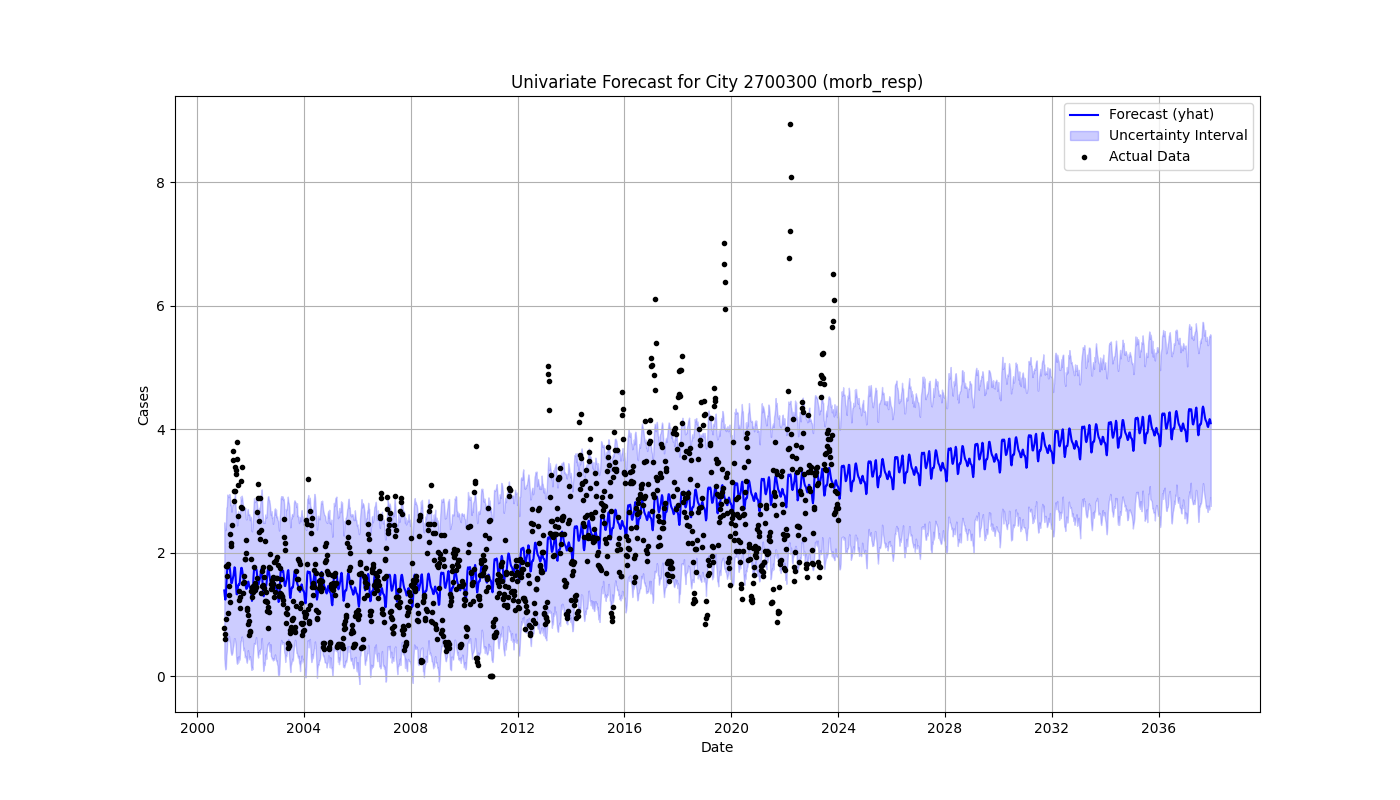 Univariate Forecast for City 2700300 (morb_resp)
Forecast (yhat)
Uncertainty Interval
Actual Data
Cases
8
6
4
2
0
2000 2004 2008 2012 2016 2020 2024 2028 2032 2036
Date